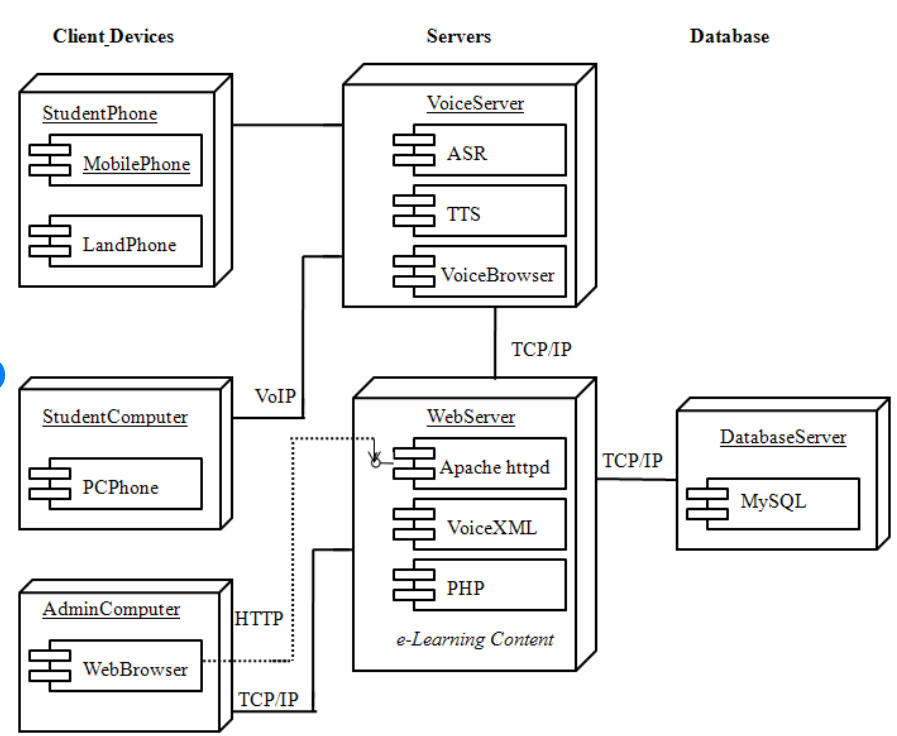 Client_Devices
Servers
Database
StudentPhone
MobilePhone
LandPhone
VoiceServer
ASR
TTS
VoiceBrowser
TCP/IP
VoIP
StudentComputer
PCPhone
WebServer
Apache httpd
VoiceXML
PHP
e-Learning Content
TCP/IP
DatabaseServer
MySQL
AdminComputer
WebBrowser
HTTP
TCP/IP